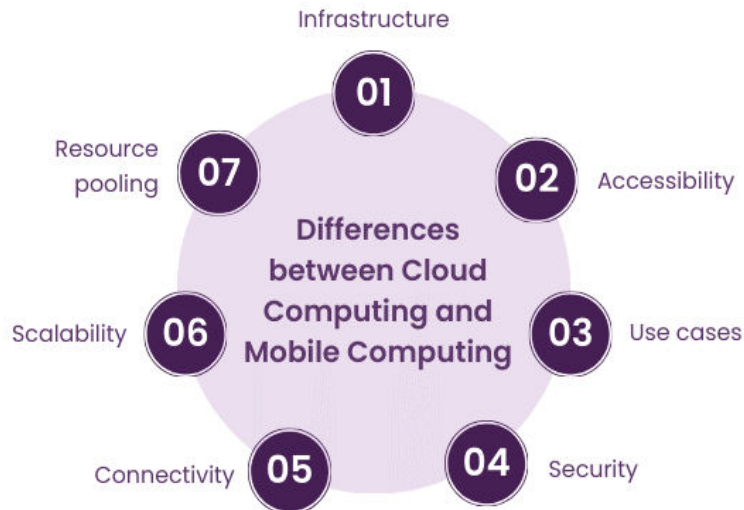 Infrastructure
01
02
Accessibility
03
Use cases
04
Security
05
Connectivity
06
Scalability
07
Resource
pooling
Differences
between Cloud
Computing and
Mobile Computing